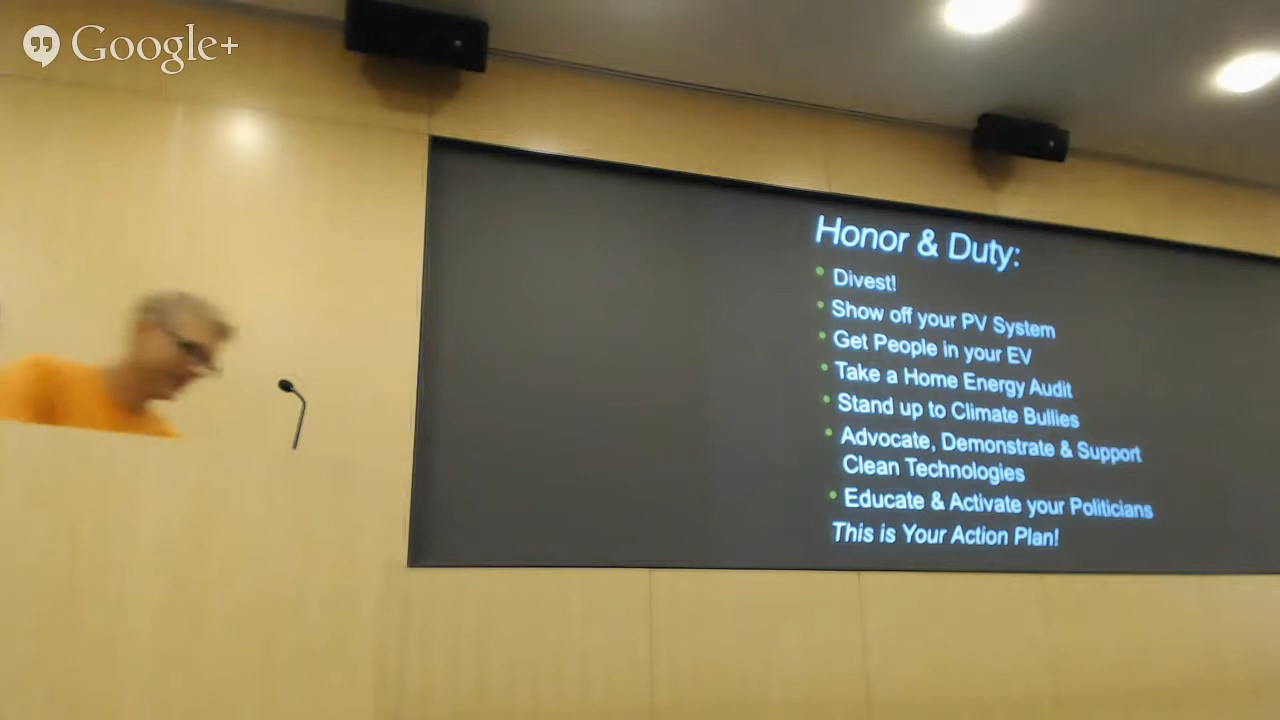 Google+
Honor & Duty:
• Divest!
• Show off your PV System
• Get People in your EV
• Take a Home Energy Audit
• Stand up to Climate Bullies
• Advocate, Demonstrate & Support
Clean Technologies
• Educate & Activate your Politicians
This is Your Action Plan!